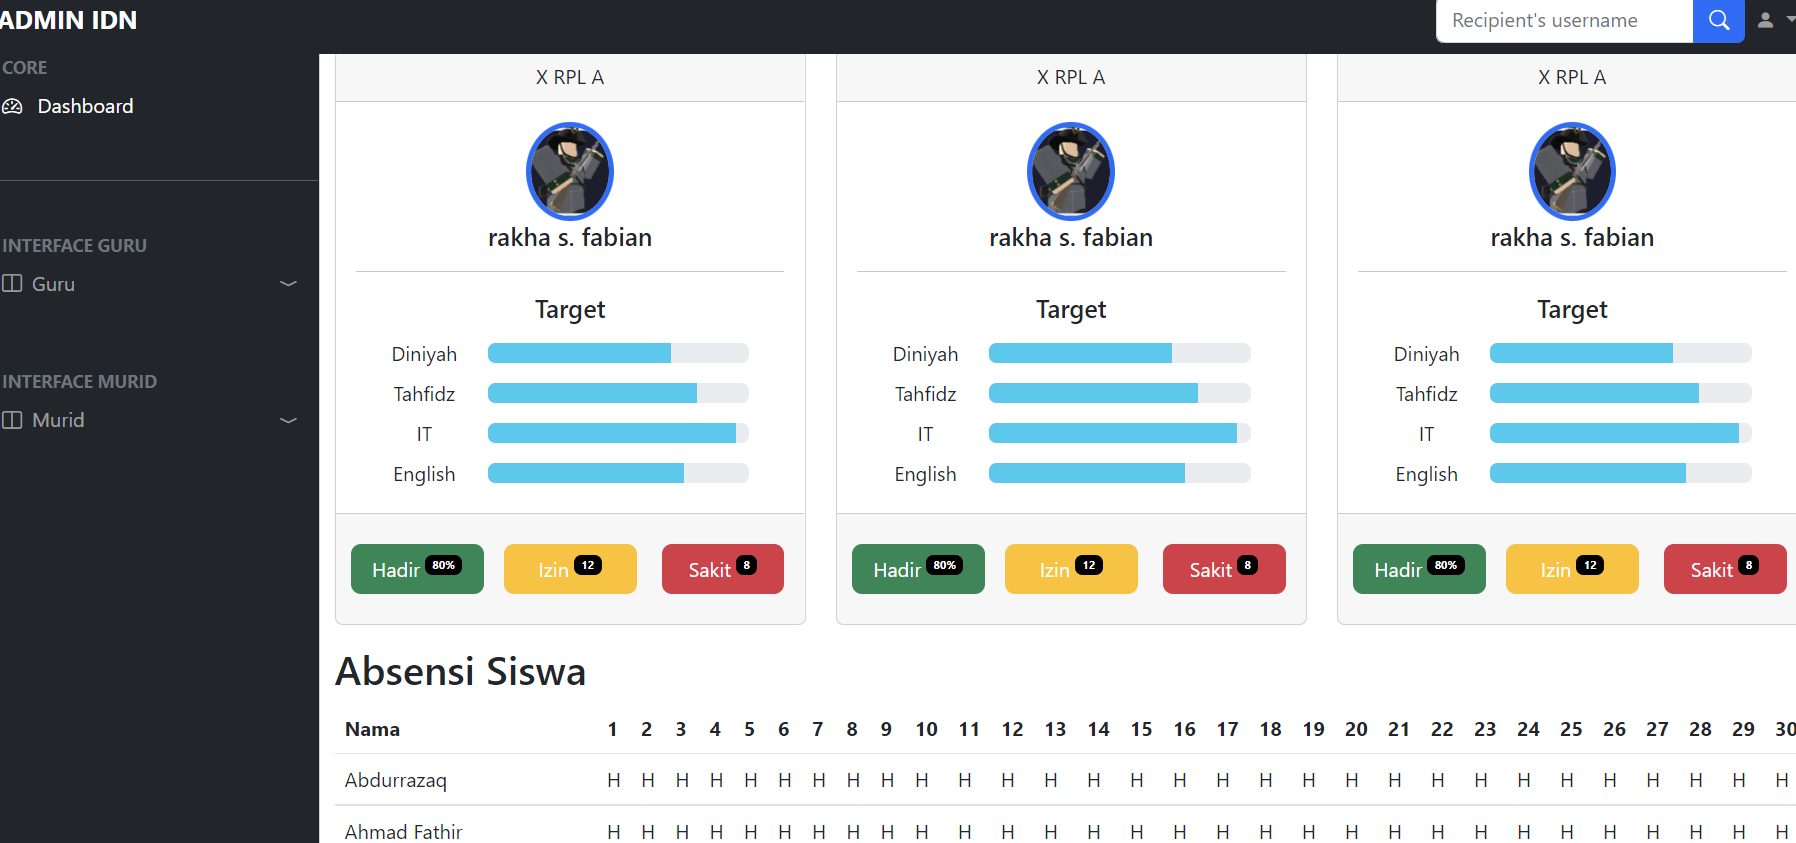 ADMIN IDN
Recipient's username
CORE
Dashboard
INTERFACE GURU
Guru
INTERFACE MURID
Murid
X RPL A
rakha s. fabian
Target
Diniyah
Tahfidz
IT
English
Hadir 80%
Izin 12
Sakit 8
X RPL A
rakha s. fabian
Target
Diniyah
Tahfidz
IT
English
Hadir 80%
Izin 12
Sakit 8
X RPL A
rakha s. fabian
Target
Diniyah
Tahfidz
IT
English
Hadir 80%
Izin 12
Sakit 8
Absensi Siswa
Nama 1 2 3 4 5 6 7 8 9 10 11 12 13 14 15 16 17 18 19 20 21 22 23 24 25 26 27 28 29 30
Abdurrazaq H H H H H H H H H H H H H H H H H H H H H H H H H H H H H H
Ahmad Fathir H H H H H H H H H H H H H H H H H H H H H H H H H H H H H H